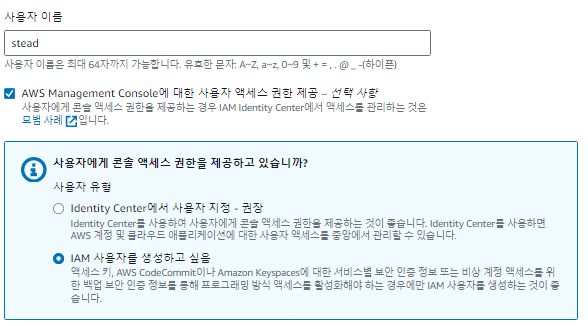 사용자 이름
stead
사용자 이름은 최대 64자까지 가능합니다. 유효한 문자: A~Z, a~z, 0~9 및 + = , . @ _ -(하이픈)
AWS Management Console에 대한 사용자 액세스 권한 제공 – 선택 사항
사용자에게 콘솔 액세스 권한을 제공하는 경우 IAM Identity Center에서 액세스를 관리하는 것은
모범 사례입니다.
사용자에게 콘솔 액세스 권한을 제공하고 있습니까?
사용자 유형
Identity Center에서 사용자 지정 - 권장
Identity Center를 사용하여 사용자에게 콘솔 액세스 권한을 제공하는 것이 좋습니다. Identity Center를 사용하면
AWS 계정 및 클라우드 애플리케이션에 대한 사용자 액세스를 중앙에서 관리할 수 있습니다.
IAM 사용자를 생성하고 싶음
액세스 키, AWS CodeCommit이나 Amazon Keyspaces에 대한 서비스별 보안 인증 정보 또는 비상 계정 액세스를 위
한 백업 보안 인증 정보를 통해 프로그래밍 방식 액세스를 활성화해야 하는 경우에만 IAM 사용자를 생성하는 것이 좋
습니다.